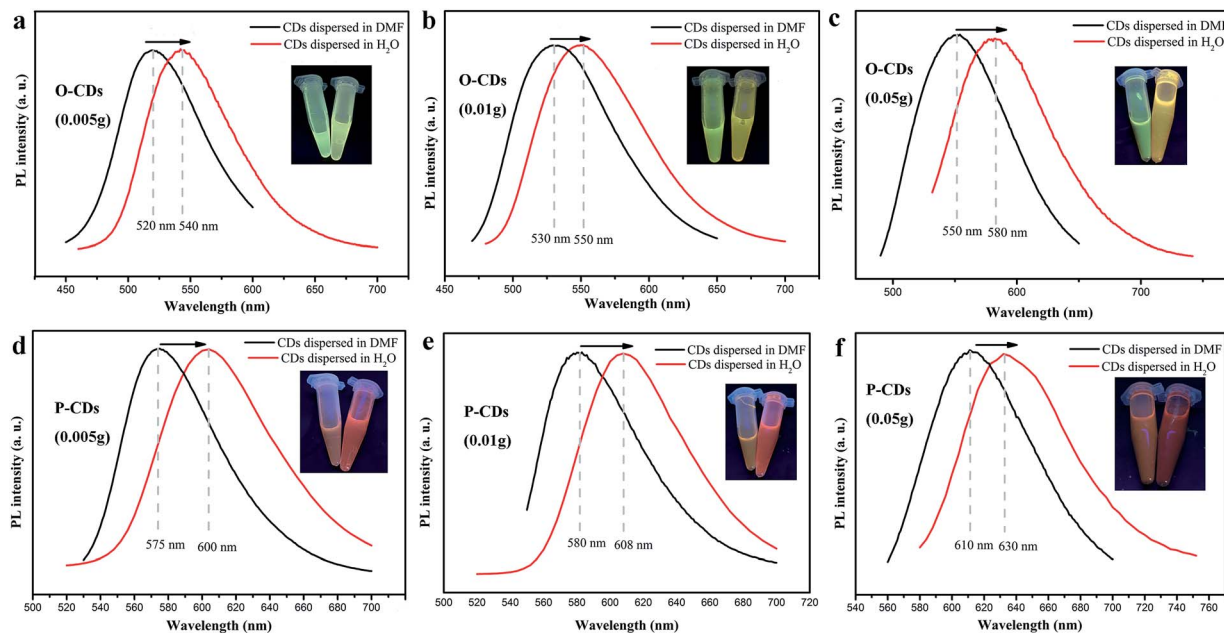 a
CDs dispersed in DMF
CDs dispersed in H₂O
O-CDs
(0.005g)
520 nm 540 nm
PL intensity (a. u.)
450 500 550 600 650 700
Wavelength (nm)
b
CDs dispersed in DMF
CDs dispersed in H₂O
O-CDs
(0.01g)
530 nm 550 nm
PL intensity (a. u.)
450 500 550 600 650 700
Wavelength (nm)
c
CDs dispersed in DMF
CDs dispersed in H₂O
O-CDs
(0.05g)
550 nm 580 nm
PL intensity (a. u.)
500 600 700
Wavelength (nm)
d
CDs dispersed in DMF
CDs dispersed in H₂O
P-CDs
(0.005g)
575 nm 600 nm
PL intensity (a. u.)
500 520 540 560 580 600 620 640 660 680 700
Wavelength (nm)
e
CDs dispersed in DMF
CDs dispersed in H₂O
P-CDs
(0.01g)
580 nm 608 nm
PL intensity (a. u.)
500 520 540 560 580 600 620 640 660 680 700 720
Wavelength (nm)
f
CDs dispersed in DMF
CDs dispersed in H₂O
P-CDs
(0.05g)
610 nm 630 nm
PL intensity (a. u.)
540 560 580 600 620 640 660 680 700 720 740 760
Wavelength (nm)